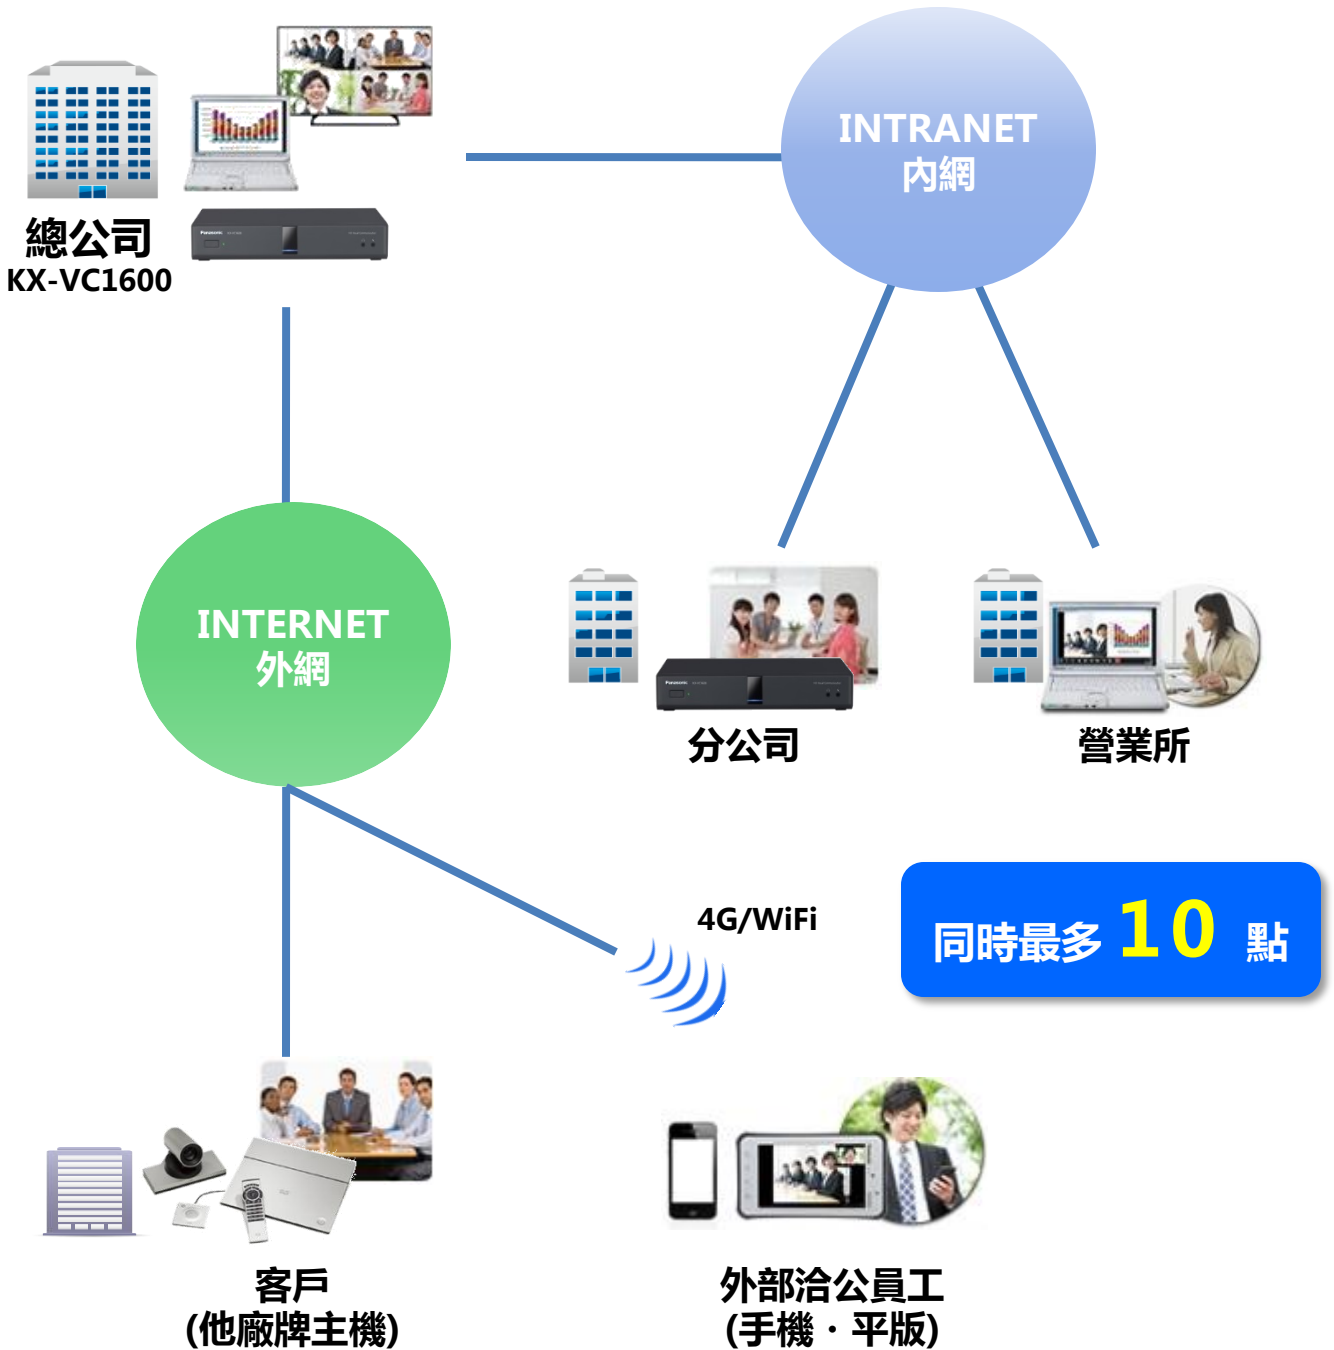 INTRANET
內網
總公司
KX-VC1600
Panasonic
INTERNET
外網
Panasonic
分公司
營業所
4G/WiFi
同時最多 10 點
客戶
(他廠牌主機)
外部洽公員工
(手機・平版)